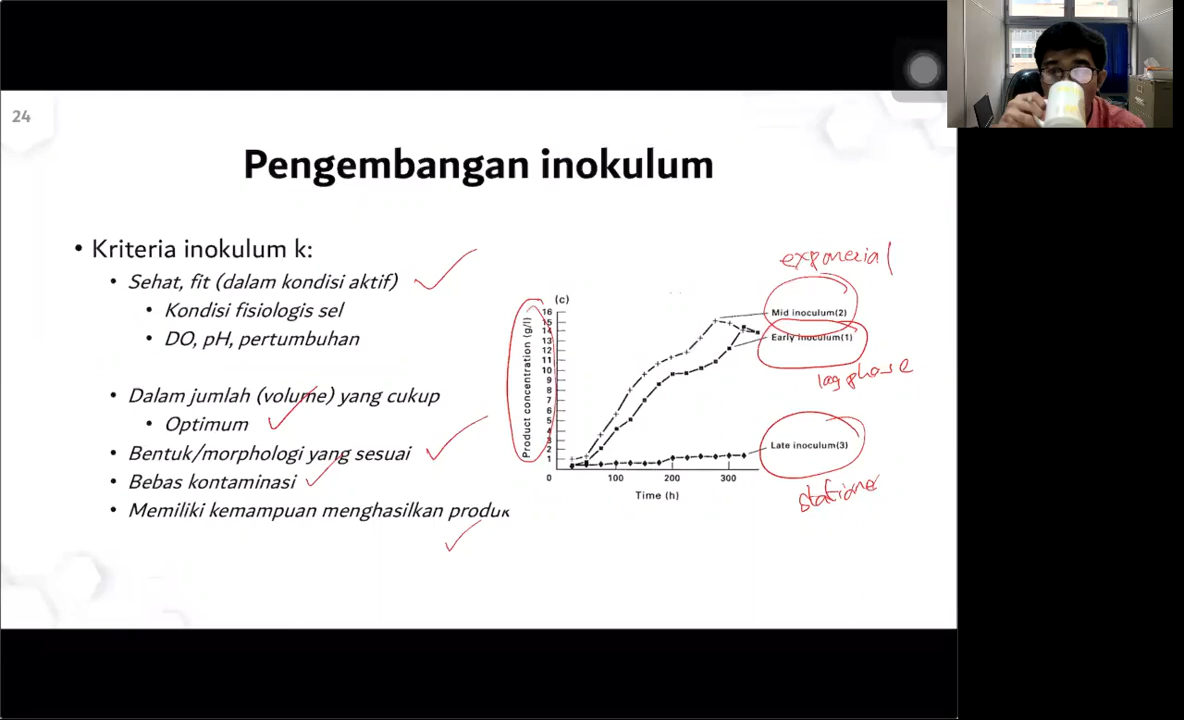 24
Pengembangan inokulum
• Kriteria inokulum k:
• Sehat, fit (dalam kondisi aktif)
• Kondisi fisiologis sel
• DO, pH, pertumbuhan
• Dalam jumlah (volume) yang cukup
• Optimum
• Bentuk/morphologi yang sesuai
• Bebas kontaminasi
• Memiliki kemampuan menghasilkan produk
exponerial
(c)
Product concentration (g/l)
16
15
14
13
12
11
10
9
8
7
6
5
4
3
2
1
0
100
200
300
Time (h)
Mid inoculum(2)
Early inoculum(1)
lag phase
Late inoculum(3)
stationer